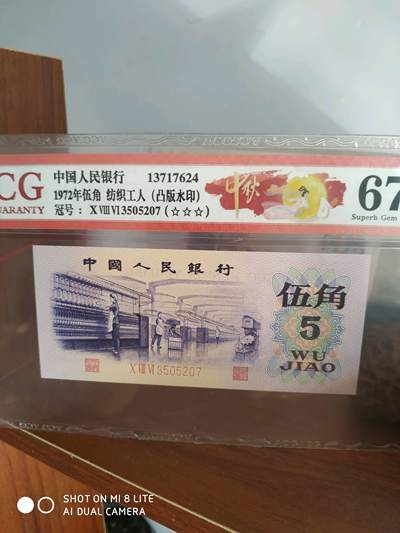 CG
中国人民银行 13717624
GUARANTY
1972年伍角 纺织工人（凸版水印）
冠号：X VIII VI 3505207（☆☆☆）
中秋
67
Superb Gem
中國人民銀行
伍角
5
WU
JIAO
X VIII VI 3505207
SHOT ON MI 8 LITE
AI DUAL CAMERA